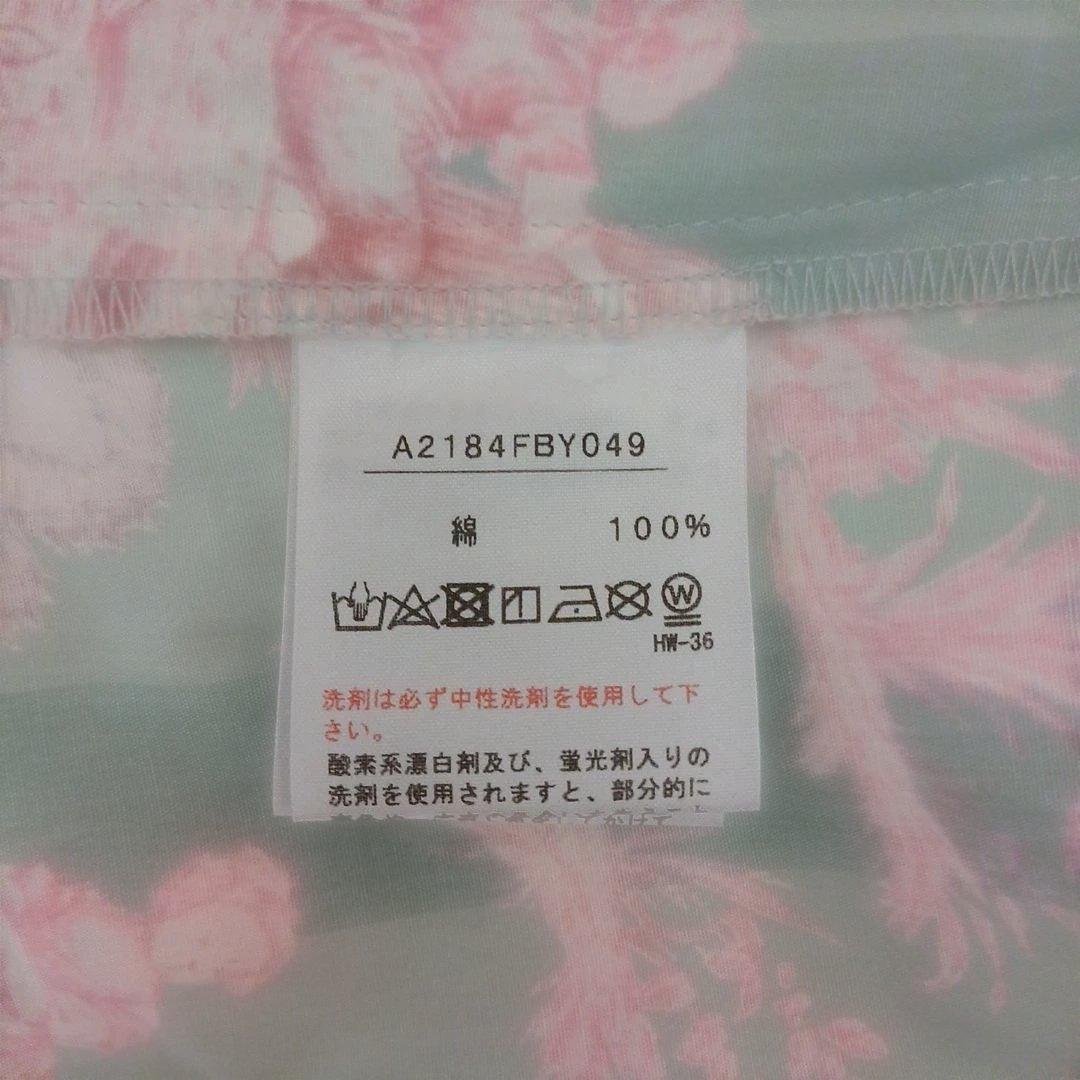 A2184FBY049
綿 100%
W
HW-36
洗剤は必ず中性洗剤を使用して下
さい。
酸素系漂白剤及び、蛍光剤入りの
洗剤を使用されますと、部分的に